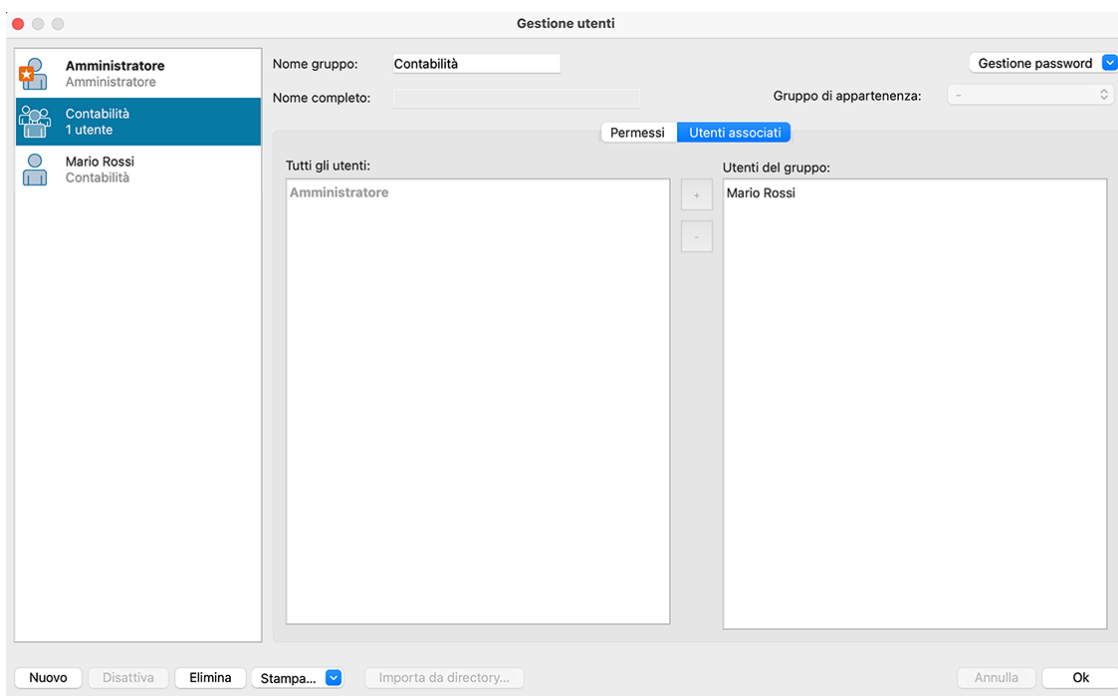 Gestione utenti
Amministratore
Amministratore
Contabilità
1 utente
Mario Rossi
Contabilità
Nome gruppo: Contabilità
Gestione password
Nome completo:
Gruppo di appartenenza: -
Permessi Utenti associati
Tutti gli utenti:
Amministratore
+
-
Utenti del gruppo:
Mario Rossi
Nuovo Disattiva Elimina Stampa... Importa da directory... Annulla Ok